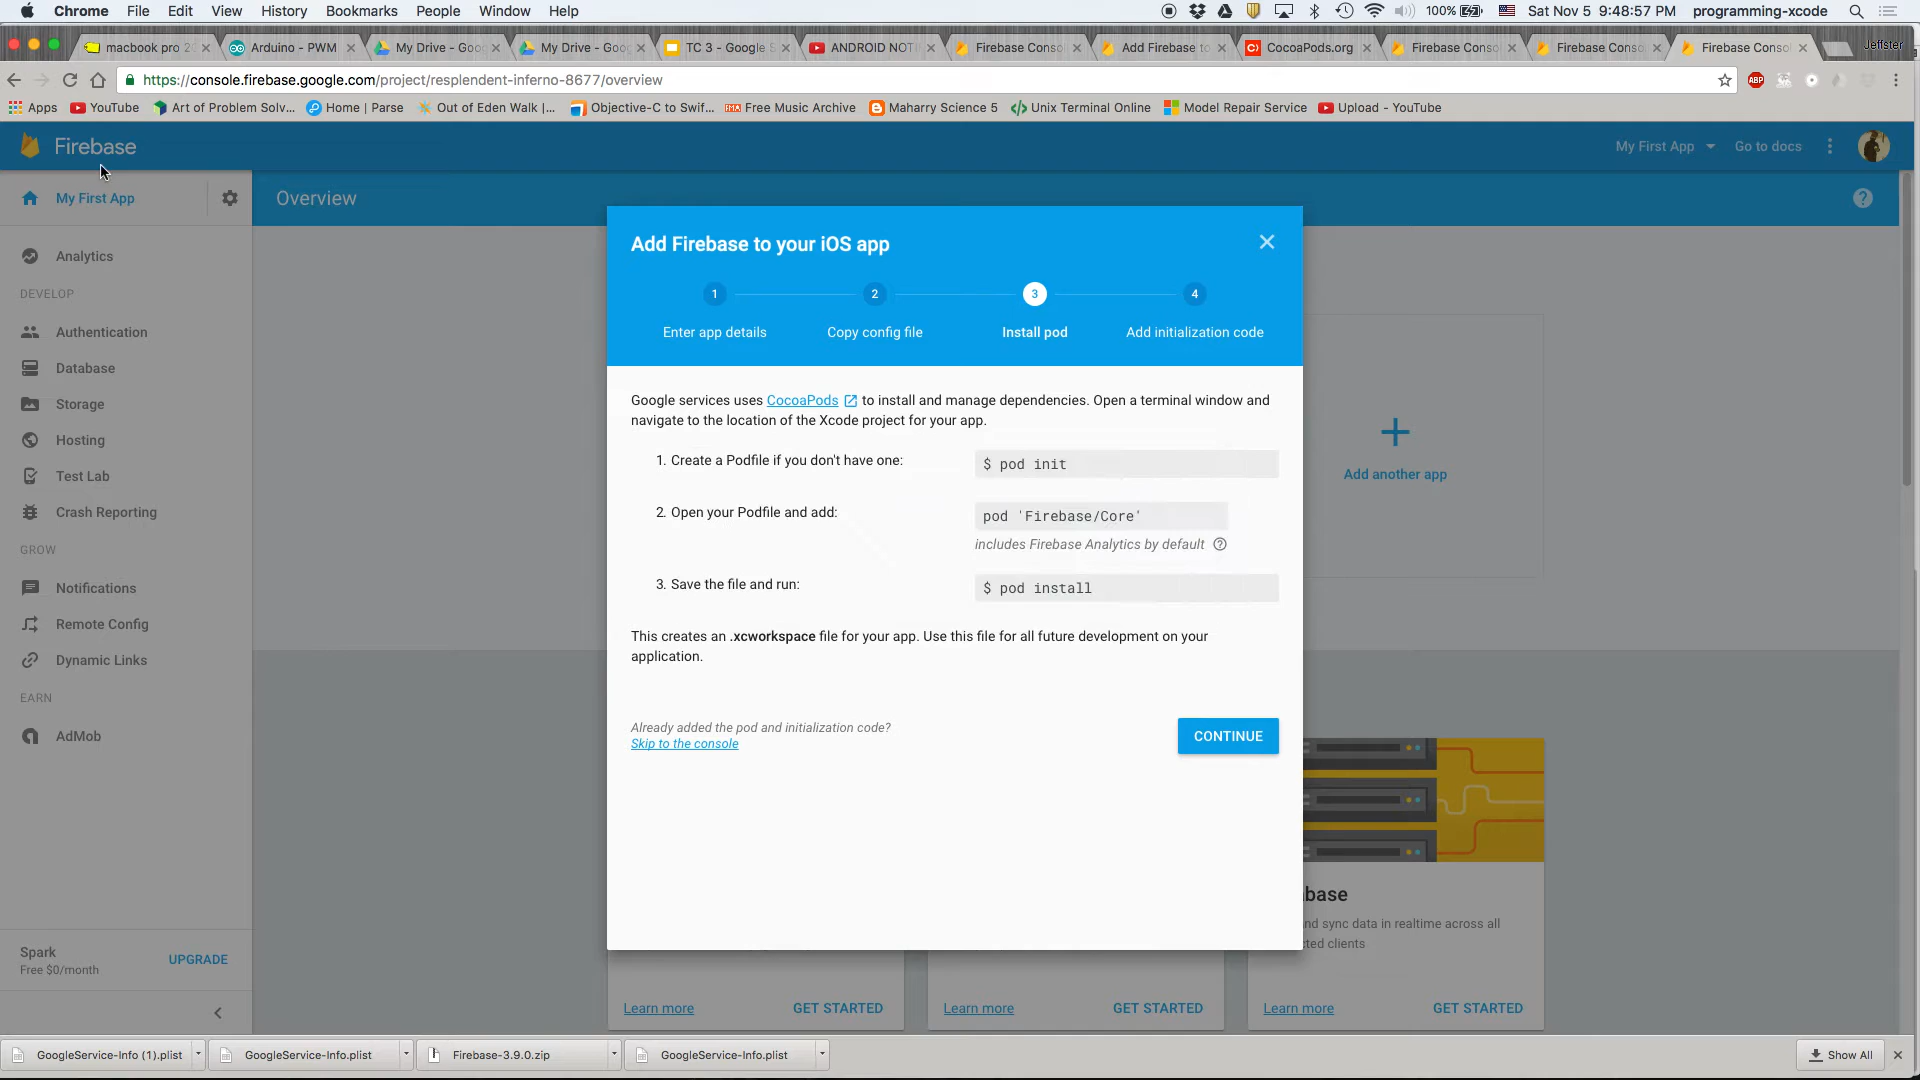 Chrome File Edit View History Bookmarks People Window Help 100% Sat Nov 5 9:48:57 PM programming-xcode
macbook pro 20 Arduino - PWM My Drive - Goo My Drive - Goo TC 3 - Google S ANDROID NOTI Firebase Conso Add Firebase to CocoaPods.org Firebase Conso Firebase Conso Firebase Conso Jeffster
https://console.firebase.google.com/project/resplendent-inferno-8677/overview ABP
Apps YouTube Art of Problem Solv... Home | Parse Out of Eden Walk |... Objective-C to Swif... Free Music Archive Maharry Science 5 Unix Terminal Online Model Repair Service Upload - YouTube
Firebase My First App Go to docs
My First App Overview ?
Add Firebase to your iOS app
1 2 3 4
Enter app details Copy config file Install pod Add initialization code
Analytics
DEVELOP
Authentication
Database
Storage
Hosting
Test Lab
Crash Reporting
GROW
Notifications
Remote Config
Dynamic Links
EARN
AdMob
Spark
Free $0/month
UPGRADE
Google services uses CocoaPods to install and manage dependencies. Open a terminal window and
navigate to the location of the Xcode project for your app.
1. Create a Podfile if you don't have one: $ pod init
2. Open your Podfile and add: pod 'Firebase/Core'
includes Firebase Analytics by default ?
3. Save the file and run: $ pod install
This creates an .xcworkspace file for your app. Use this file for all future development on your
application.
Already added the pod and initialization code?
Skip to the console
CONTINUE
Add another app
base
nd sync data in realtime across all
ted clients
Learn more GET STARTED Learn more GET STARTED Learn more GET STARTED
GoogleService-Info (1).plist GoogleService-Info.plist Firebase-3.9.0.zip GoogleService-Info.plist Show All